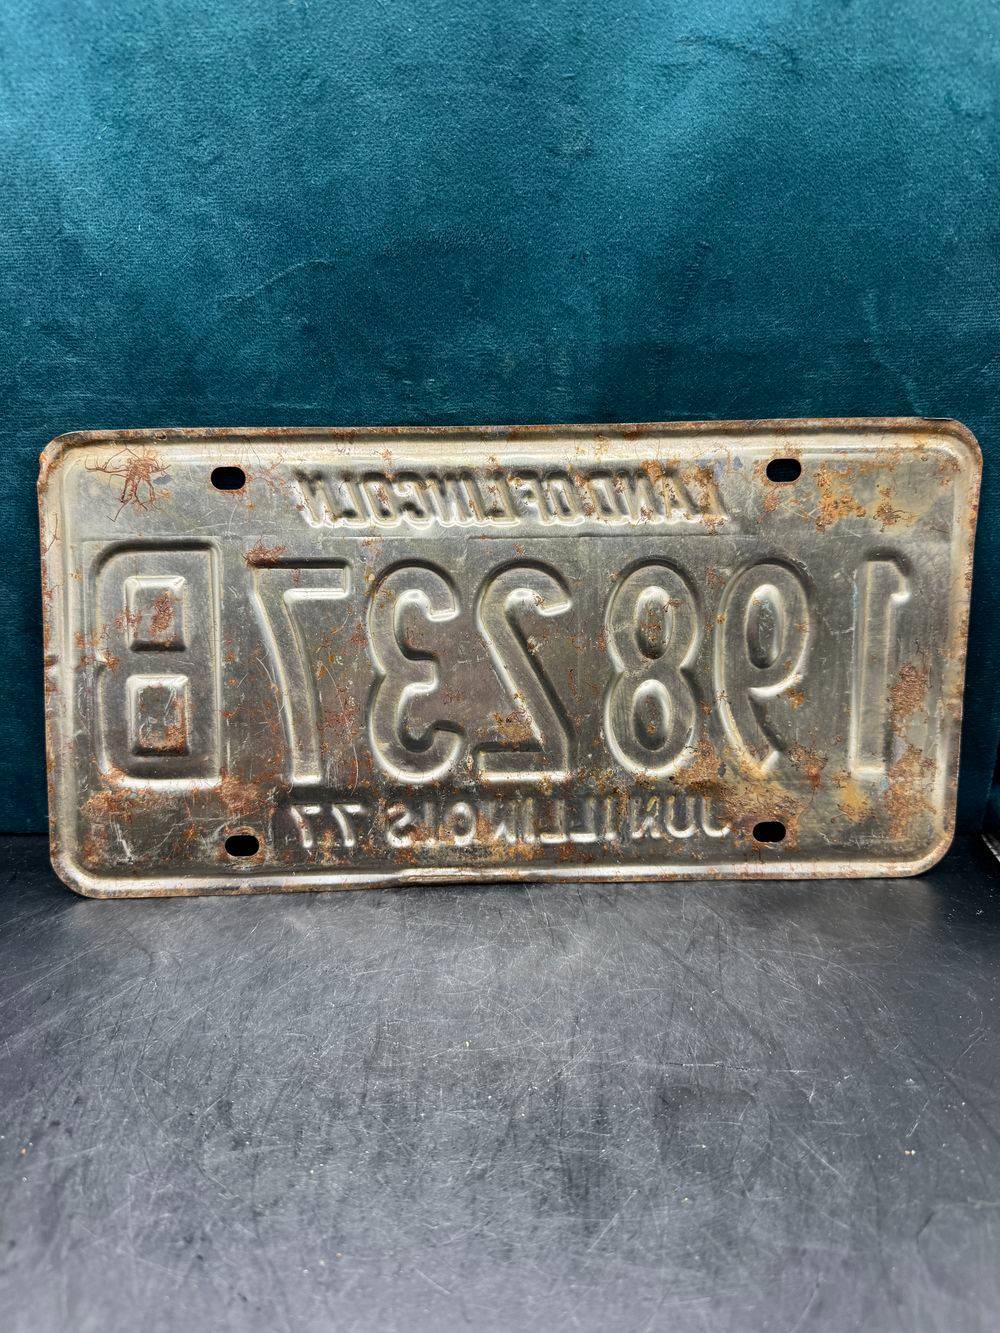 LAND OF LINCOLN
198237B
JUN ILLINOIS 77